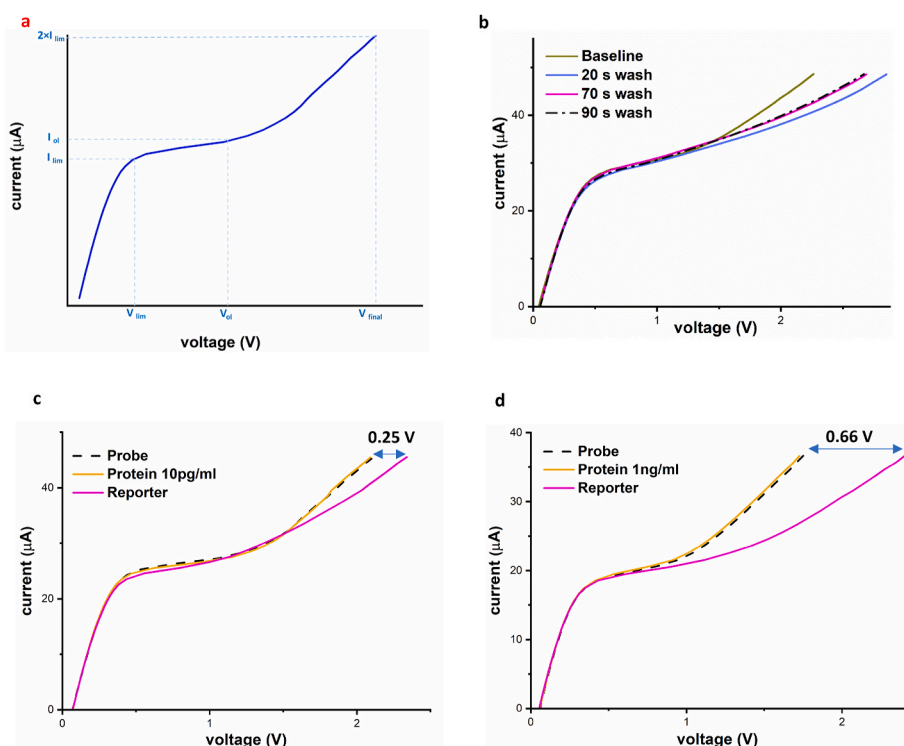 a
2×I lim
I ol
I lim
current (μA)
V lim
V ol
V final
voltage (V)
b
Baseline
20 s wash
70 s wash
90 s wash
40
20
0
current (μA)
0
1
2
voltage (V)
c
0.25 V
Probe
Protein 10pg/ml
Reporter
40
20
0
current (μA)
0
1
2
voltage (V)
d
0.66 V
Probe
Protein 1ng/ml
Reporter
40
30
20
10
0
current (μA)
0
1
2
voltage (V)